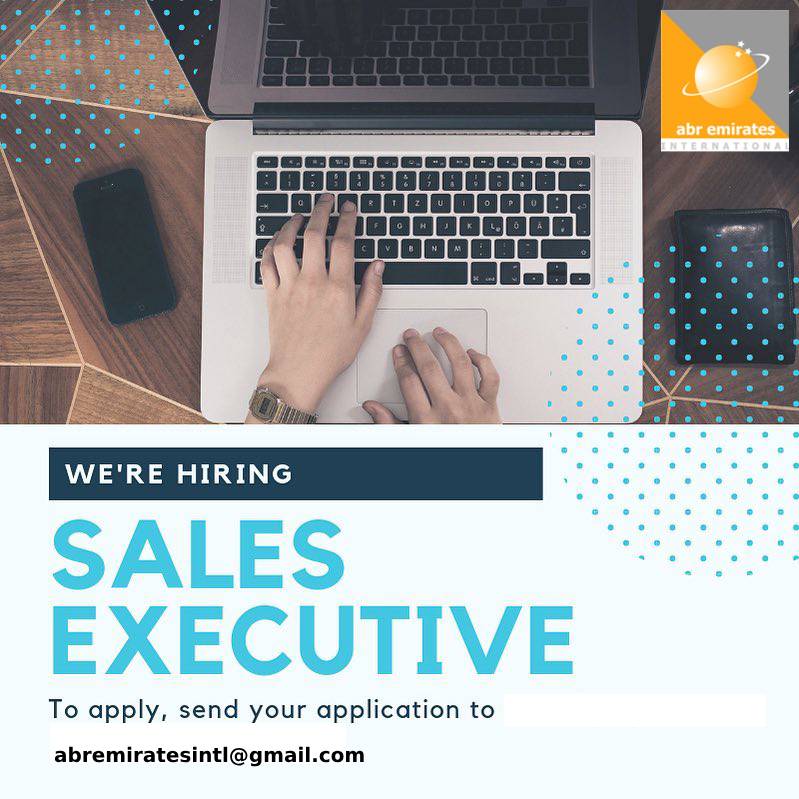 abr emirates
INTERNATIONAL
WE'RE HIRING
SALES
EXECUTIVE
To apply, send your application to
abremiratesintl@gmail.com